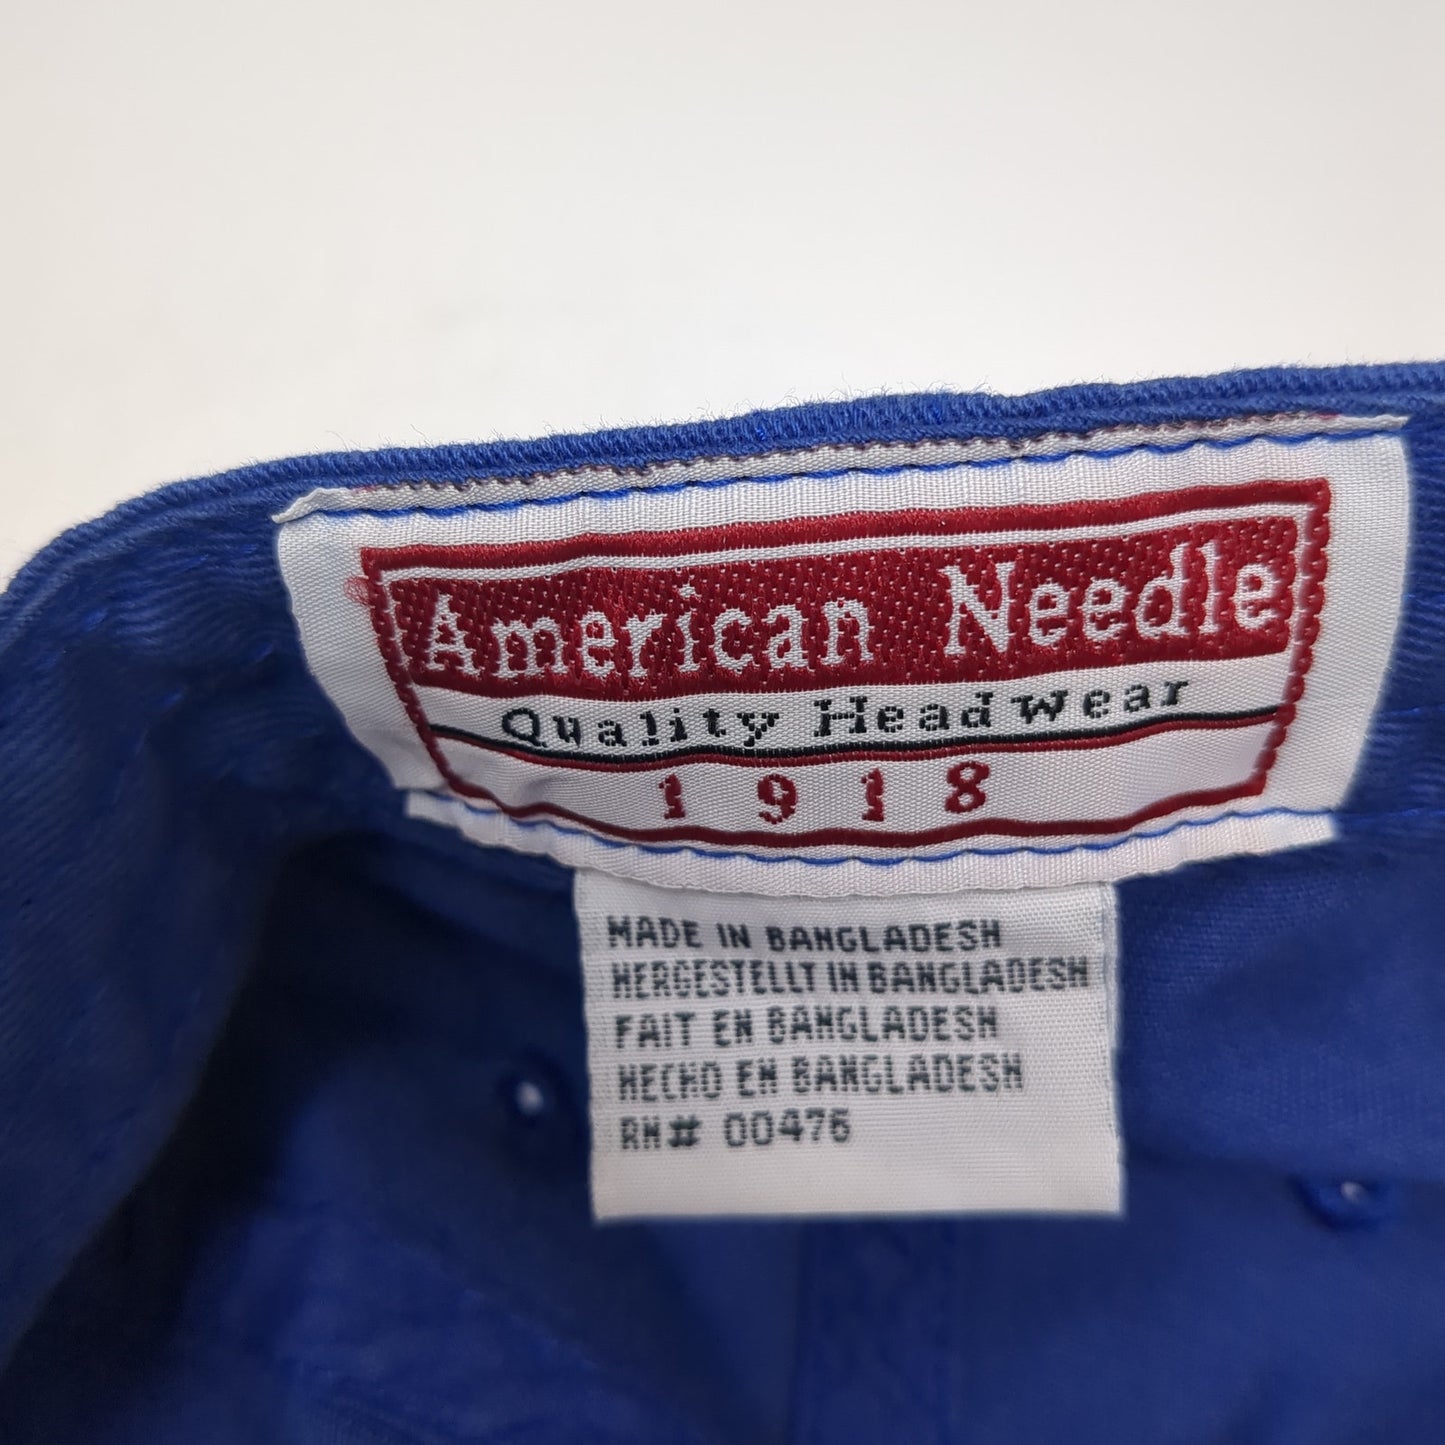 American Needle
Quality Headwear
1918
MADE IN BANGLADESH
HERGESTELLT IN BANGLADESH
FAIT EN BANGLADESH
HECHO EN BANGLADESH
RN# 00476